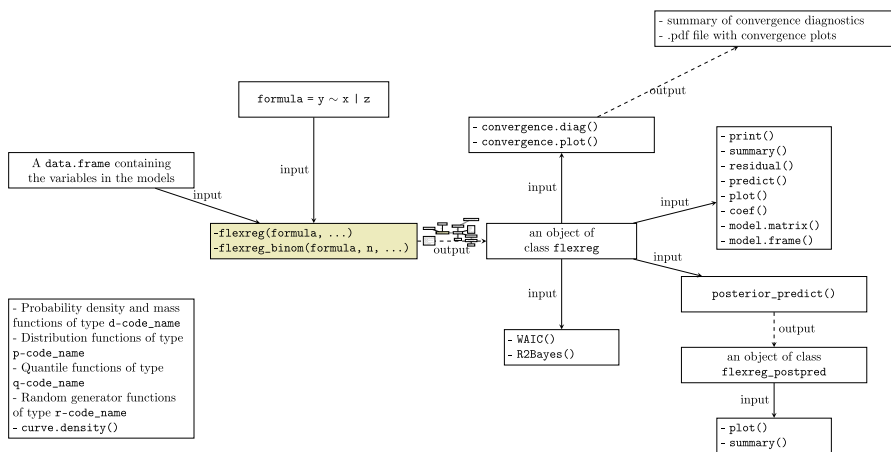 - summary of convergence diagnostics
- .pdf file with convergence plots
formula = y ∼ x | z
output
- convergence.diag()
- convergence.plot()
- print()
- summary()
- residual()
- predict()
- plot()
- coef()
- model.matrix()
- model.frame()
A data.frame containing
the variables in the models
input
input
input
input
-flexreg(formula, ...)
-flexreg_binom(formula, n, ...)
output
an object of
class flexreg
input
input
posterior_predict()
- Probability density and mass
functions of type d-code_name
- Distribution functions of type
p-code_name
- Quantile functions of type
q-code_name
- Random generator functions
of type r-code_name
- curve.density()
- WAIC()
- R2Bayes()
output
an object of class
flexreg_postpred
input
- plot()
- summary()